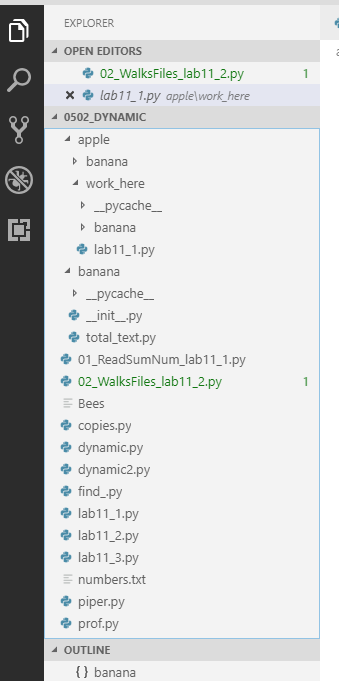 EXPLORER
OPEN EDITORS
02_WalksFiles_lab11_2.py 1
lab11_1.py apple\work_here
0502_DYNAMIC
apple
banana
work_here
__pycache__
banana
lab11_1.py
banana
__pycache__
__init__.py
total_text.py
01_ReadSumNum_lab11_1.py
02_WalksFiles_lab11_2.py 1
Bees
copies.py
dynamic.py
dynamic2.py
find_.py
lab11_1.py
lab11_2.py
lab11_3.py
numbers.txt
piper.py
prof.py
OUTLINE
{ } banana